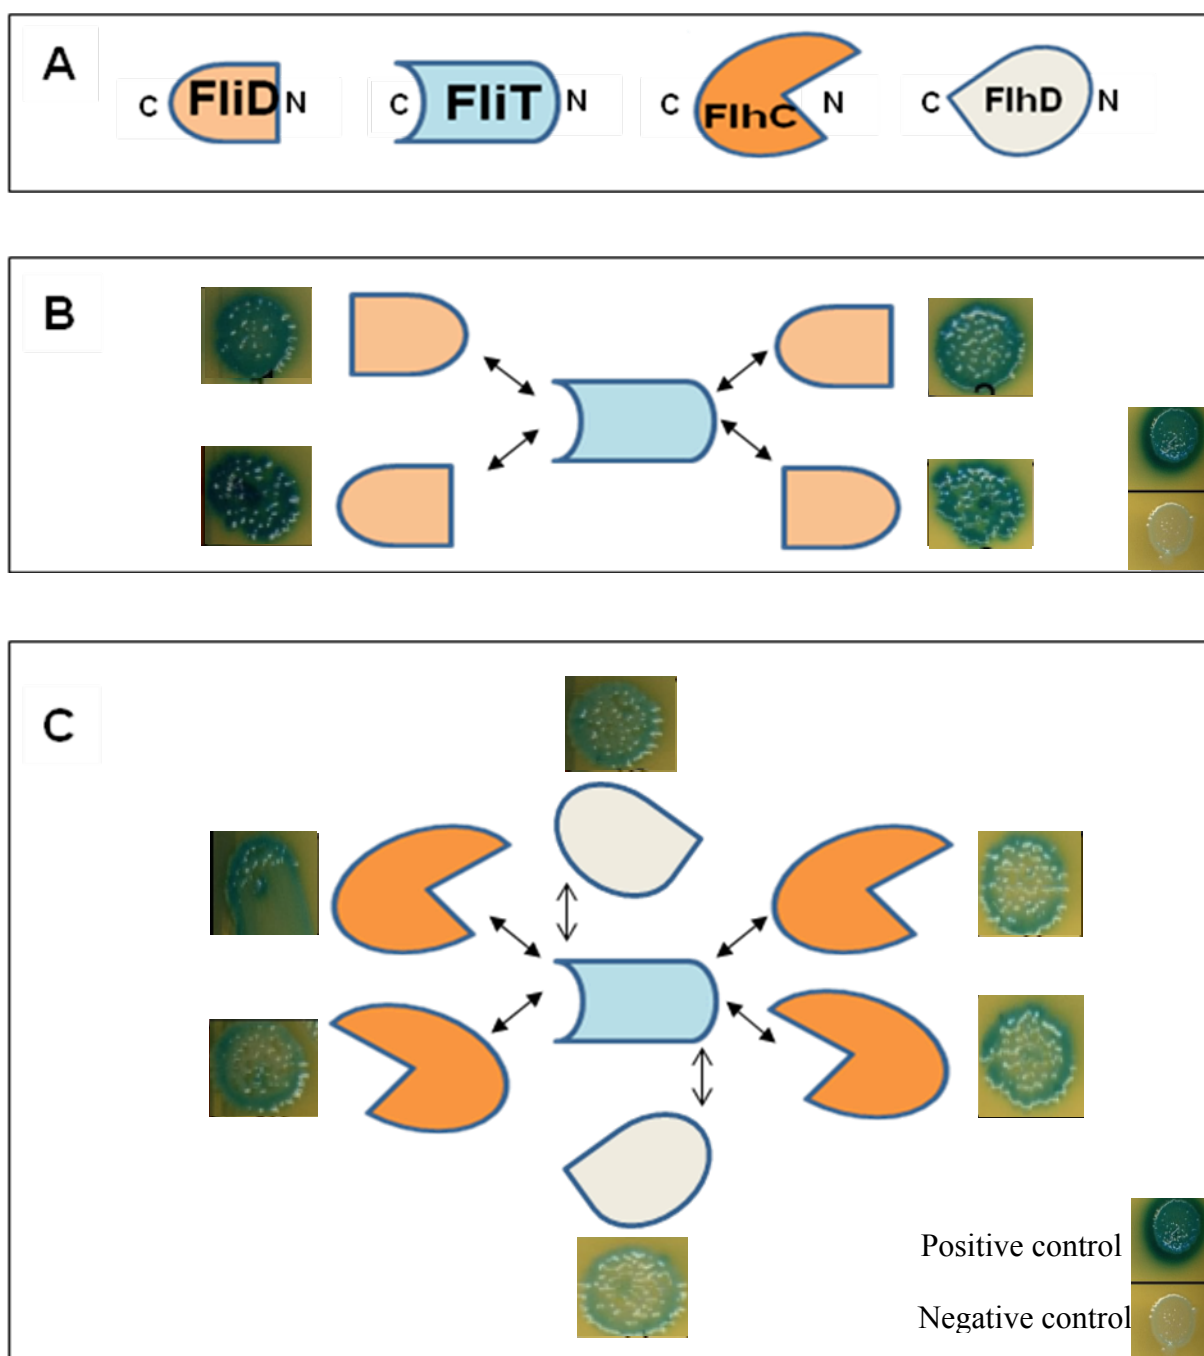 A
C FliD N
C FliT N
C FlhC N
C FlhD N
B
C
Positive control
Negative control